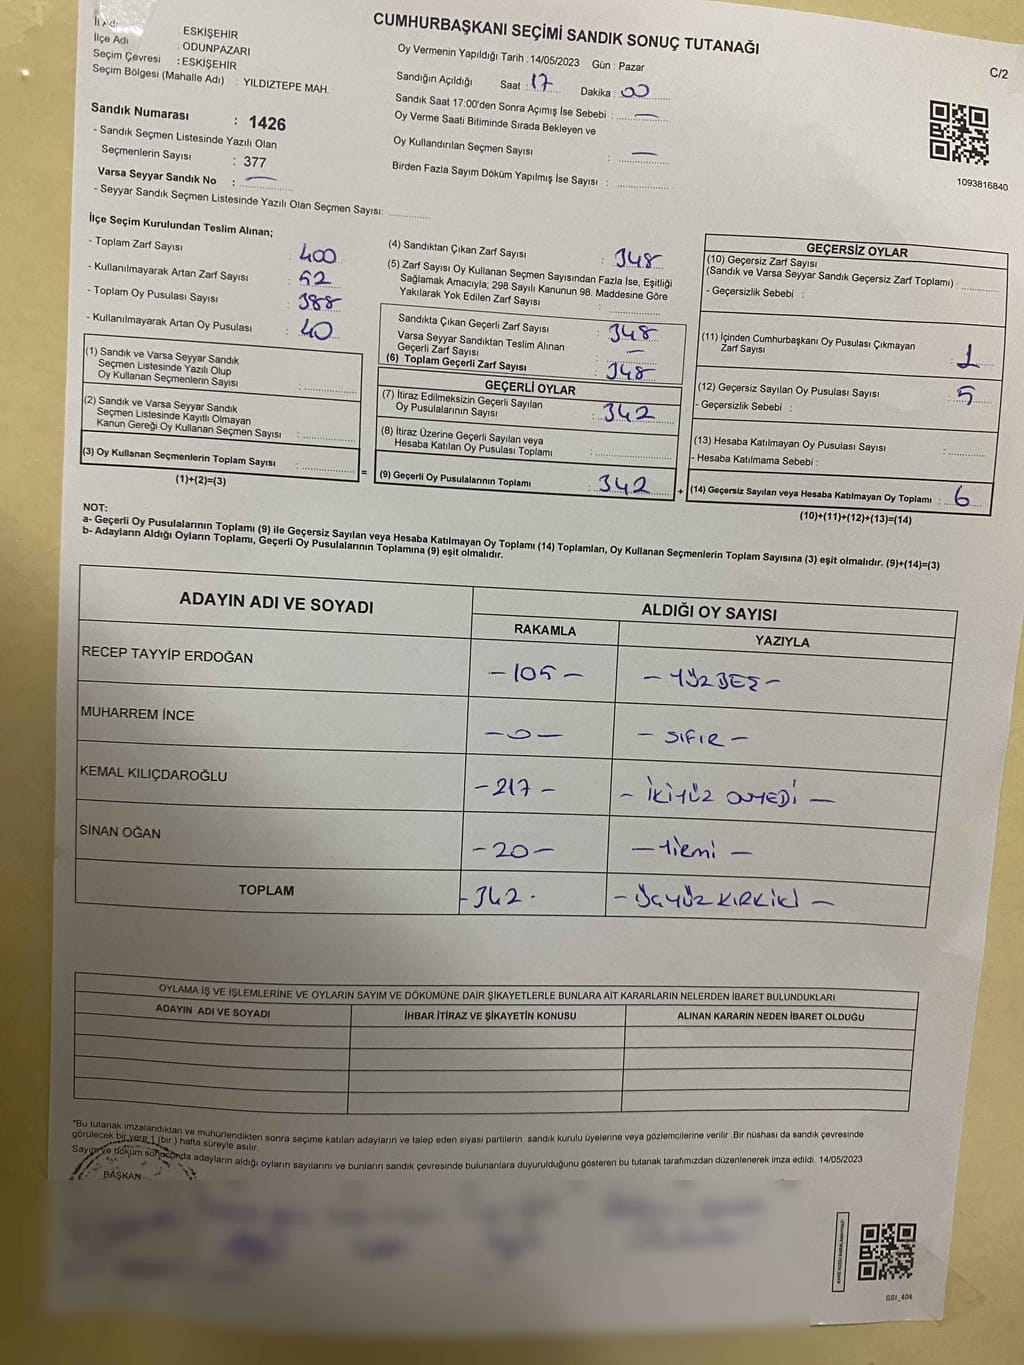 İl Adı
: ESKİŞEHİR
İlçe Adı : ODUNPAZARI
Seçim Çevresi : ESKİŞEHİR
Seçim Bölgesi (Mahalle Adı) : YILDIZTEPE MAH.
CUMHURBAŞKANI SEÇİMİ SANDIK SONUÇ TUTANAĞI
C/2
Oy Vermenin Yapıldığı Tarih : 14/05/2023 Gün : Pazar
Sandığın Açıldığı Saat : 17 Dakika : 00
Sandık Saat 17:00'den Sonra Açımış İse Sebebi : —
Oy Verme Saati Bitiminde Sırada Bekleyen ve
Oy Kullandırılan Seçmen Sayısı : —
Birden Fazla Sayım Döküm Yapılmış İse Sayısı :
1093816840
Sandık Numarası : 1426
- Sandık Seçmen Listesinde Yazılı Olan
Seçmenlerin Sayısı : 377
Varsa Seyyar Sandık No : —
- Seyyar Sandık Seçmen Listesinde Yazılı Olan Seçmen Sayısı:
İlçe Seçim Kurulundan Teslim Alınan;
- Toplam Zarf Sayısı : 400
- Kullanılmayarak Artan Zarf Sayısı : 52
- Toplam Oy Pusulası Sayısı : 388
- Kullanılmayarak Artan Oy Pusulası : 40
(1) Sandık ve Varsa Seyyar Sandık
Seçmen Listesinde Yazılı Olup
Oy Kullanan Seçmenlerin Sayısı :
(2) Sandık ve Varsa Seyyar Sandık
Seçmen Listesinde Kayıtlı Olmayan
Kanun Gereği Oy Kullanan Seçmen Sayısı :
(3) Oy Kullanan Seçmenlerin Toplam Sayısı :
(1)+(2)=(3)
(4) Sandıktan Çıkan Zarf Sayısı : 348
(5) Zarf Sayısı Oy Kullanan Seçmen Sayısından Fazla İse, Eşitliği
Sağlamak Amacıyla; 298 Sayılı Kanunun 98. Maddesine Göre
Yakılarak Yok Edilen Zarf Sayısı :
Sandıkta Çıkan Geçerli Zarf Sayısı : 348
Varsa Seyyar Sandıktan Teslim Alınan
Geçerli Zarf Sayısı : —
(6) Toplam Geçerli Zarf Sayısı : 348
GEÇERLİ OYLAR
(7) İtiraz Edilmeksizin Geçerli Sayılan
Oy Pusulalarının Sayısı : 342
(8) İtiraz Üzerine Geçerli Sayılan veya
Hesaba Katılan Oy Pusulası Toplamı :
= (9) Geçerli Oy Pusulalarının Toplamı : 342 +
GEÇERSİZ OYLAR
(10) Geçersiz Zarf Sayısı
(Sandık ve Varsa Seyyar Sandık Geçersiz Zarf Toplamı) :
- Geçersizlik Sebebi :
(11) İçinden Cumhurbaşkanı Oy Pusulası Çıkmayan
Zarf Sayısı : 1
(12) Geçersiz Sayılan Oy Pusulası Sayısı : 5
- Geçersizlik Sebebi :
(13) Hesaba Katılmayan Oy Pusulası Sayısı :
- Hesaba Katılmama Sebebi :
(14) Geçersiz Sayılan veya Hesaba Katılmayan Oy Toplamı : 6
(10)+(11)+(12)+(13)=(14)
NOT:
a- Geçerli Oy Pusulalarının Toplamı (9) ile Geçersiz Sayılan veya Hesaba Katılmayan Oy Toplamı (14) Toplamları, Oy Kullanan Seçmenlerin Toplam Sayısına (3) eşit olmalıdır. (9)+(14)=(3)
b- Adayların Aldığı Oyların Toplamı, Geçerli Oy Pusulalarının Toplamına (9) eşit olmalıdır.
ADAYIN ADI VE SOYADI
ALDIĞI OY SAYISI
RAKAMLA YAZIYLA
RECEP TAYYİP ERDOĞAN - 105 - - YÜZBEŞ -
MUHARREM İNCE - 0 - - SIFIR -
KEMAL KILIÇDAROĞLU - 217 - - İKİYÜZ ONYEDİ -
SİNAN OĞAN - 20 - - Yirmi -
TOPLAM - 342 - - ÜÇYÜZ KIRKİKİ -
OYLAMA İŞ VE İŞLEMLERİNE VE OYLARIN SAYIM VE DÖKÜMÜNE DAİR ŞİKAYETLERLE BUNLARA AİT KARARLARIN NELERDEN İBARET BULUNDUKLARI
ADAYIN ADI VE SOYADI İHBAR İTİRAZ VE ŞİKAYETİN KONUSU ALINAN KARARIN NEDEN İBARET OLDUĞU
*Bu tutanak imzalandıktan ve mühürlendikten sonra seçime katılan adayların ve talep eden siyasi partilerin sandık kurulu üyelerine veya gözlemcilerine verilir .Bir nüshası da sandık çevresinde
görülecek bir yere 1 (bir ) hafta süreyle asılır.
Sayım ve döküm sonucunda adayların aldığı oyların sayılarını ve bunların sandık çevresinde bulunanlara duyurulduğunu gösteren bu tutanak tarafımızdan düzenlenerek imza edildi. 14/05/2023
BAŞKAN
SSI_404